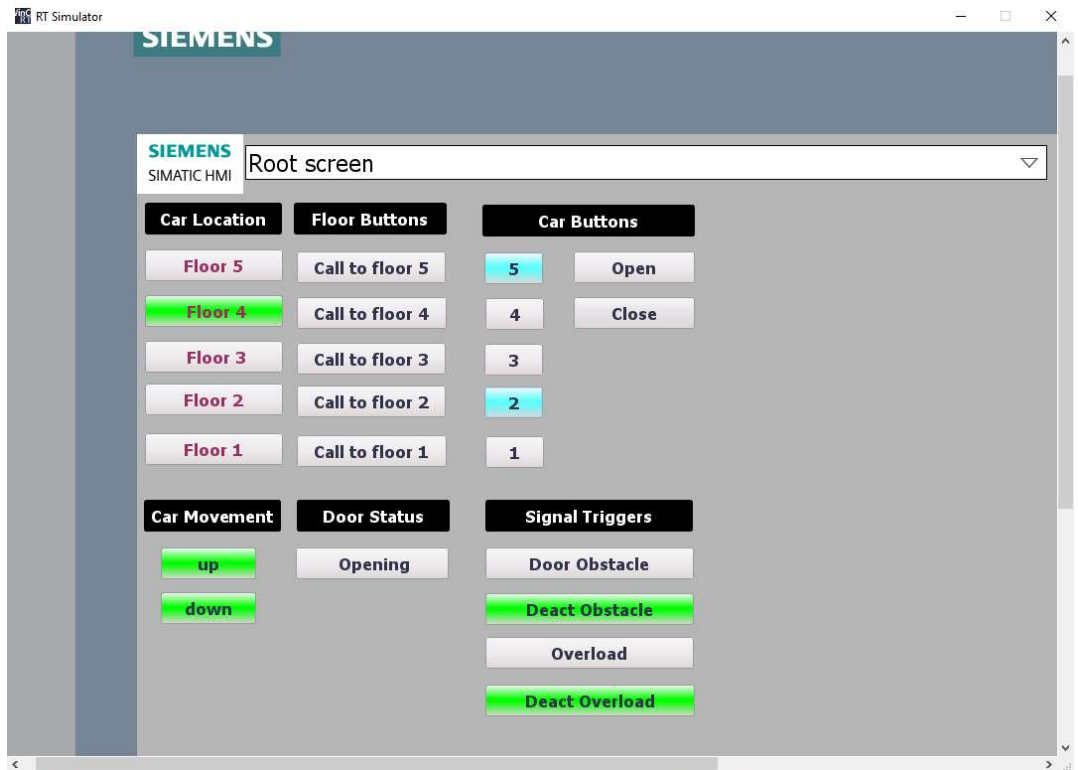 RT Simulator
SIEMENS
SIEMENS
SIMATIC HMI
Root screen
Car Location Floor Buttons Car Buttons
Floor 5 Call to floor 5 5 Open
Floor 4 Call to floor 4 4 Close
Floor 3 Call to floor 3 3
Floor 2 Call to floor 2 2
Floor 1 Call to floor 1 1
Car Movement Door Status Signal Triggers
up Opening Door Obstacle
down Deact Obstacle
Overload
Deact Overload